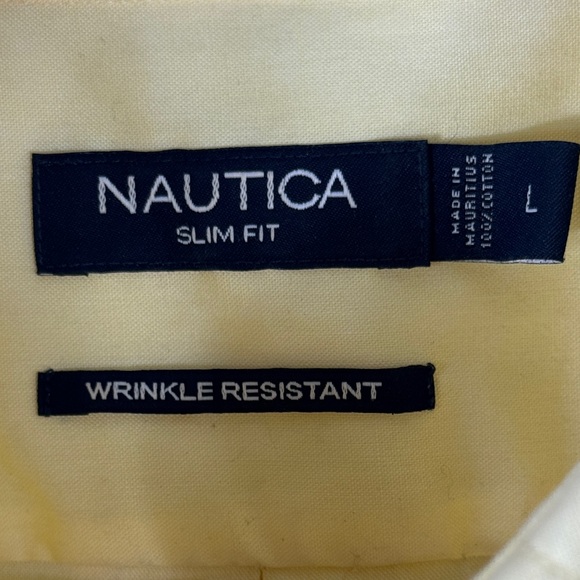 NAUTICA
SLIM FIT
MADE IN
MAURITIUS
100% COTTON
L
WRINKLE RESISTANT